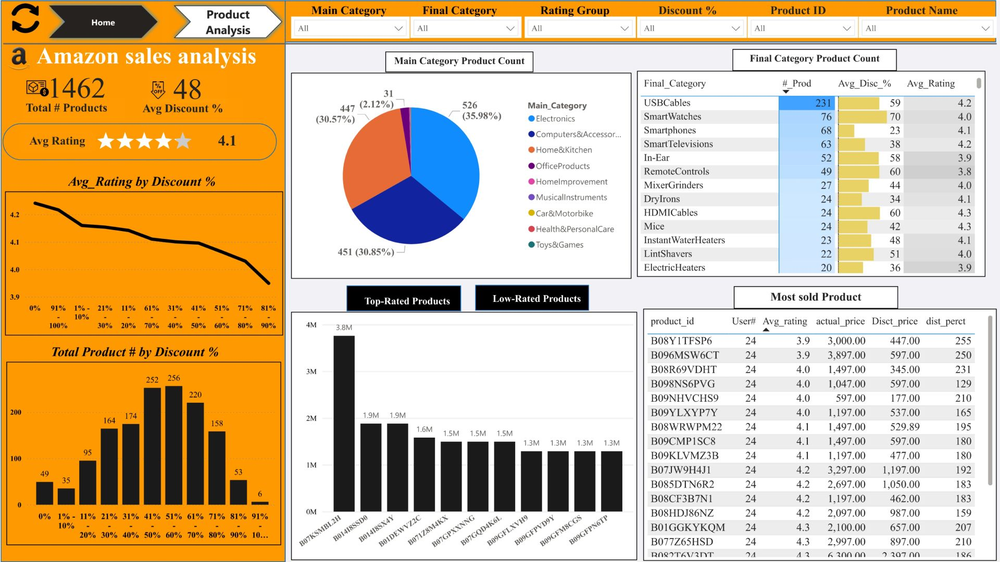 Home
Product
Analysis
Main Category
Final Category
Rating Group
Discount %
Product ID
Product Name
All
All
All
All
All
All
a Amazon sales analysis
% OFF
1462
48
Total # Products
Avg Discount %
Avg Rating
4.1
Avg_Rating by Discount %
4.2
4.1
4.0
3.9
0% 91% - 100% 1% - 10% 21% - 30% 11% - 20% 61% - 70% 31% - 40% 41% - 50% 51% - 60% 71% - 80% 81% - 90%
Total Product # by Discount %
200
100
0
49 35 95 164 174 252 256 220 158 53 6
0% 1% - 10% 11% - 20% 21% - 30% 31% - 40% 41% - 50% 51% - 60% 61% - 70% 71% - 80% 81% - 90% 91% - 10...
Main Category Product Count
31
(2.12%)
447
(30.57%)
526
(35.98%)
451 (30.85%)
Main_Category
Electronics
Computers&Accessor...
Home&Kitchen
OfficeProducts
HomeImprovement
MusicalInstruments
Car&Motorbike
Health&PersonalCare
Toys&Games
Final Category Product Count
Final_Category #_Prod Avg_Disc_% Avg_Rating
USBCables 231 59 4.2
SmartWatches 76 70 4.0
Smartphones 68 23 4.1
SmartTelevisions 63 38 4.2
In-Ear 52 58 3.9
RemoteControls 49 60 3.8
MixerGrinders 27 44 4.0
DryIrons 24 34 4.1
HDMICables 24 60 4.3
Mice 24 42 4.3
InstantWaterHeaters 23 48 4.1
LintShavers 22 51 4.0
ElectricHeaters 20 36 3.9
Top-Rated Products
Low-Rated Products
4M
3M
2M
1M
0M
3.8M 1.9M 1.9M 1.6M 1.5M 1.5M 1.5M 1.3M 1.3M 1.3M 1.3M
B07KSMBL2H B014I8SSD0 B014I8SX4Y B01DEWVZ2C B071Z8M4KX B07GPXXNNG B07GQD4K6L B09GFLXVH9 B09GFPVD9Y B09GFM8CGS B09GFPN6TP
Most sold Product
product_id User# Avg_rating actual_price Disct_price dist_perct
B08Y1TFSP6 24 3.9 3,000.00 447.00 255
B096MSW6CT 24 3.9 3,897.00 597.00 250
B08R69VDHT 24 4.0 1,497.00 345.00 231
B098NS6PVG 24 4.0 1,047.00 597.00 129
B09NHVCHS9 24 4.0 597.00 177.00 210
B09YLXYP7Y 24 4.0 1,197.00 537.00 165
B08WRWPM22 24 4.1 1,497.00 529.89 195
B09CMP1SC8 24 4.1 1,497.00 597.00 180
B09KLVMZ3B 24 4.1 1,197.00 477.00 180
B07JW9H4J1 24 4.2 3,297.00 1,197.00 192
B085DTN6R2 24 4.2 2,697.00 1,050.00 183
B08CF3B7N1 24 4.2 1,197.00 462.00 183
B08HDJ86NZ 24 4.2 2,097.00 987.00 159
B01GGKYKQM 24 4.3 2,100.00 657.00 207
B077Z65HSD 24 4.3 2,997.00 897.00 210
B082T6V3DT 24 4.3 6,300.00 2,397.00 186